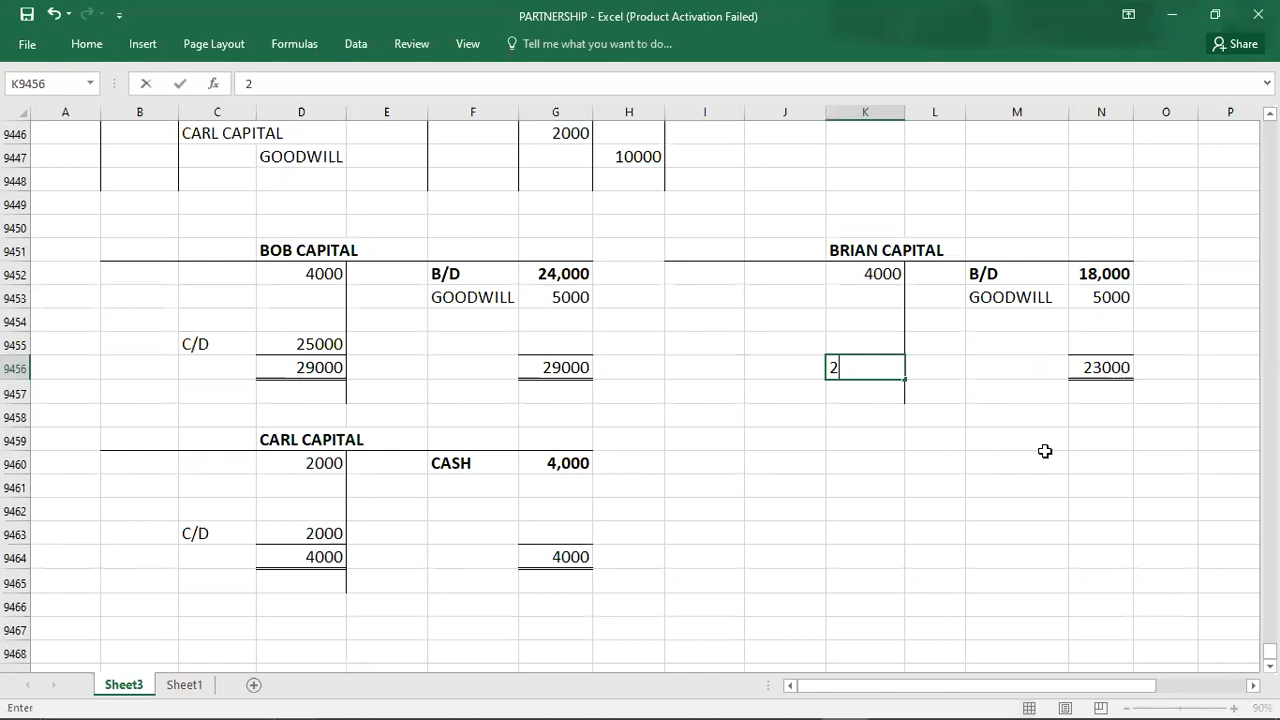 PARTNERSHIP - Excel (Product Activation Failed)
File Home Insert Page Layout Formulas Data Review View Tell me what you want to do... Share
K9456 fx 2
A B C D E F G H I J K L M N O P
9446 CARL CAPITAL 2000
9447 GOODWILL 10000
9448
9449
9450
9451 BOB CAPITAL BRIAN CAPITAL
9452 4000 B/D 24,000 4000 B/D 18,000
9453 GOODWILL 5000 GOODWILL 5000
9454
9455 C/D 25000
9456 29000 29000 2 23000
9457
9458
9459 CARL CAPITAL
9460 2000 CASH 4,000
9461
9462
9463 C/D 2000
9464 4000 4000
9465
9466
9467
9468
Sheet3 Sheet1
Enter 90%